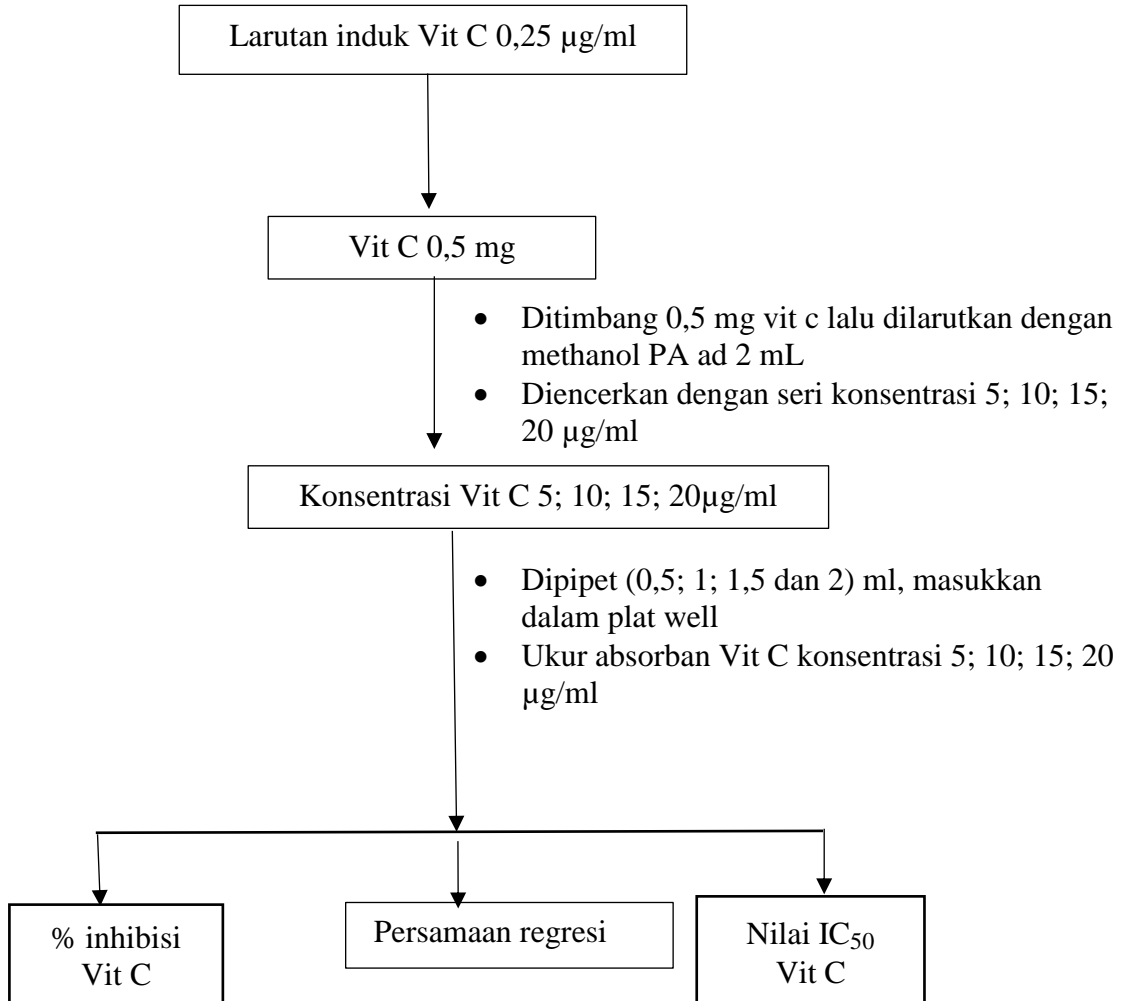 Larutan induk Vit C 0,25 µg/ml
Vit C 0,5 mg
• Ditimbang 0,5 mg vit c lalu dilarutkan dengan
methanol PA ad 2 mL
• Diencerkan dengan seri konsentrasi 5; 10; 15;
20 µg/ml
Konsentrasi Vit C 5; 10; 15; 20µg/ml
• Dipipet (0,5; 1; 1,5 dan 2) ml, masukkan
dalam plat well
• Ukur absorban Vit C konsentrasi 5; 10; 15; 20
µg/ml
% inhibisi
Vit C
Persamaan regresi
Nilai IC50
Vit C